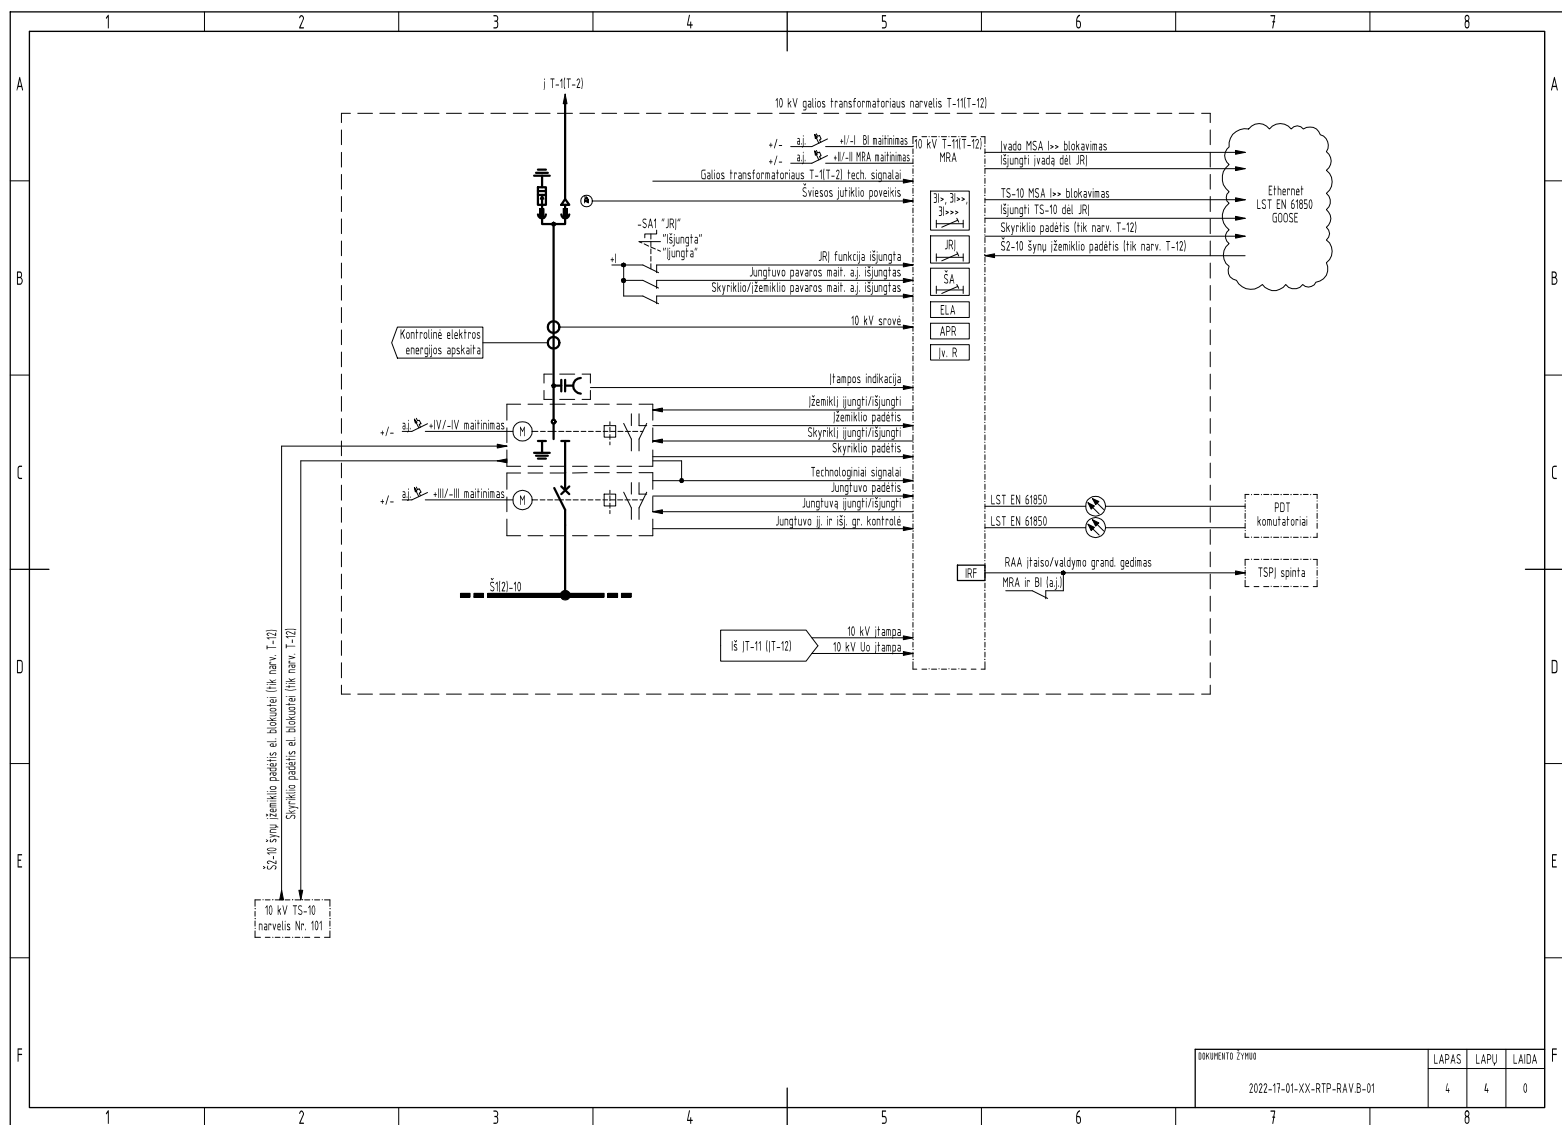 1 2 3 4 5 6 7 8
A A
į T-1(T-2)
10 kV galios transformatoriaus narvelis T-11(T-12)
+/- a.j. +I/-I BI maitinimas
+/- a.j. +II/-II MRA maitinimas
10 kV T-11(T-12)
MRA
Galios transformatoriaus T-1(T-2) tech. signalai
Šviesos jutiklio poveikis
Įvado MSA I>> blokavimas
Išjungti įvadą dėl JRĮ
TS-10 MSA I>> blokavimas
Išjungti TS-10 dėl JRĮ
Skyriklio padėtis (tik narv. T-12)
Š2-10 šynų įžemiklio padėtis (tik narv. T-12)
Ethernet
LST EN 61850
GOOSE
3I>, 3I>>,
3I>>>
JRĮ
ŠA
ELA
APR
Įv. R
-SA1 "JRĮ"
"Išjungta"
"Įjungta"
+I
B B
JRĮ funkcija išjungta
Jungtuvo pavaros mait. a.j. išjungtas
Skyriklio/įžemiklio pavaros mait. a.j. išjungtas
10 kV srovė
Kontrolinė elektros
energijos apskaita
Įtampos indikacija
Įžemiklį įjungti/išjungti
Įžemiklio padėtis
Skyriklį įjungti/išjungti
Skyriklio padėtis
+/- a.j. +IV/-IV maitinimas
M
C C
Technologiniai signalai
Jungtuvo padėtis
Jungtuvą įjungti/išjungti
Jungtuvo įj. ir išj. gr. kontrolė
+/- a.j. +III/-III maitinimas
M
LST EN 61850
LST EN 61850
PDT
komutatoriai
IRF
RAA įtaiso/valdymo grand. gedimas
MRA ir BI (a.j.)
TSPĮ spinta
Š1(2)-10
Iš ĮT-11 (ĮT-12)
10 kV įtampa
10 kV Uo įtampa
D D
Š2-10 šynų įžemiklio padėtis el. blokuotei (tik narv. T-12)
Skyriklio padėtis el. blokuotei (tik narv. T-12)
E E
10 kV TS-10
narvelis Nr. 101
F F
DOKUMENTO ŽYMUO
LAPAS LAPŲ LAIDA
2022-17-01-XX-RTP-RAV.B-01
4 4 0
1 2 3 4 5 6 7 8